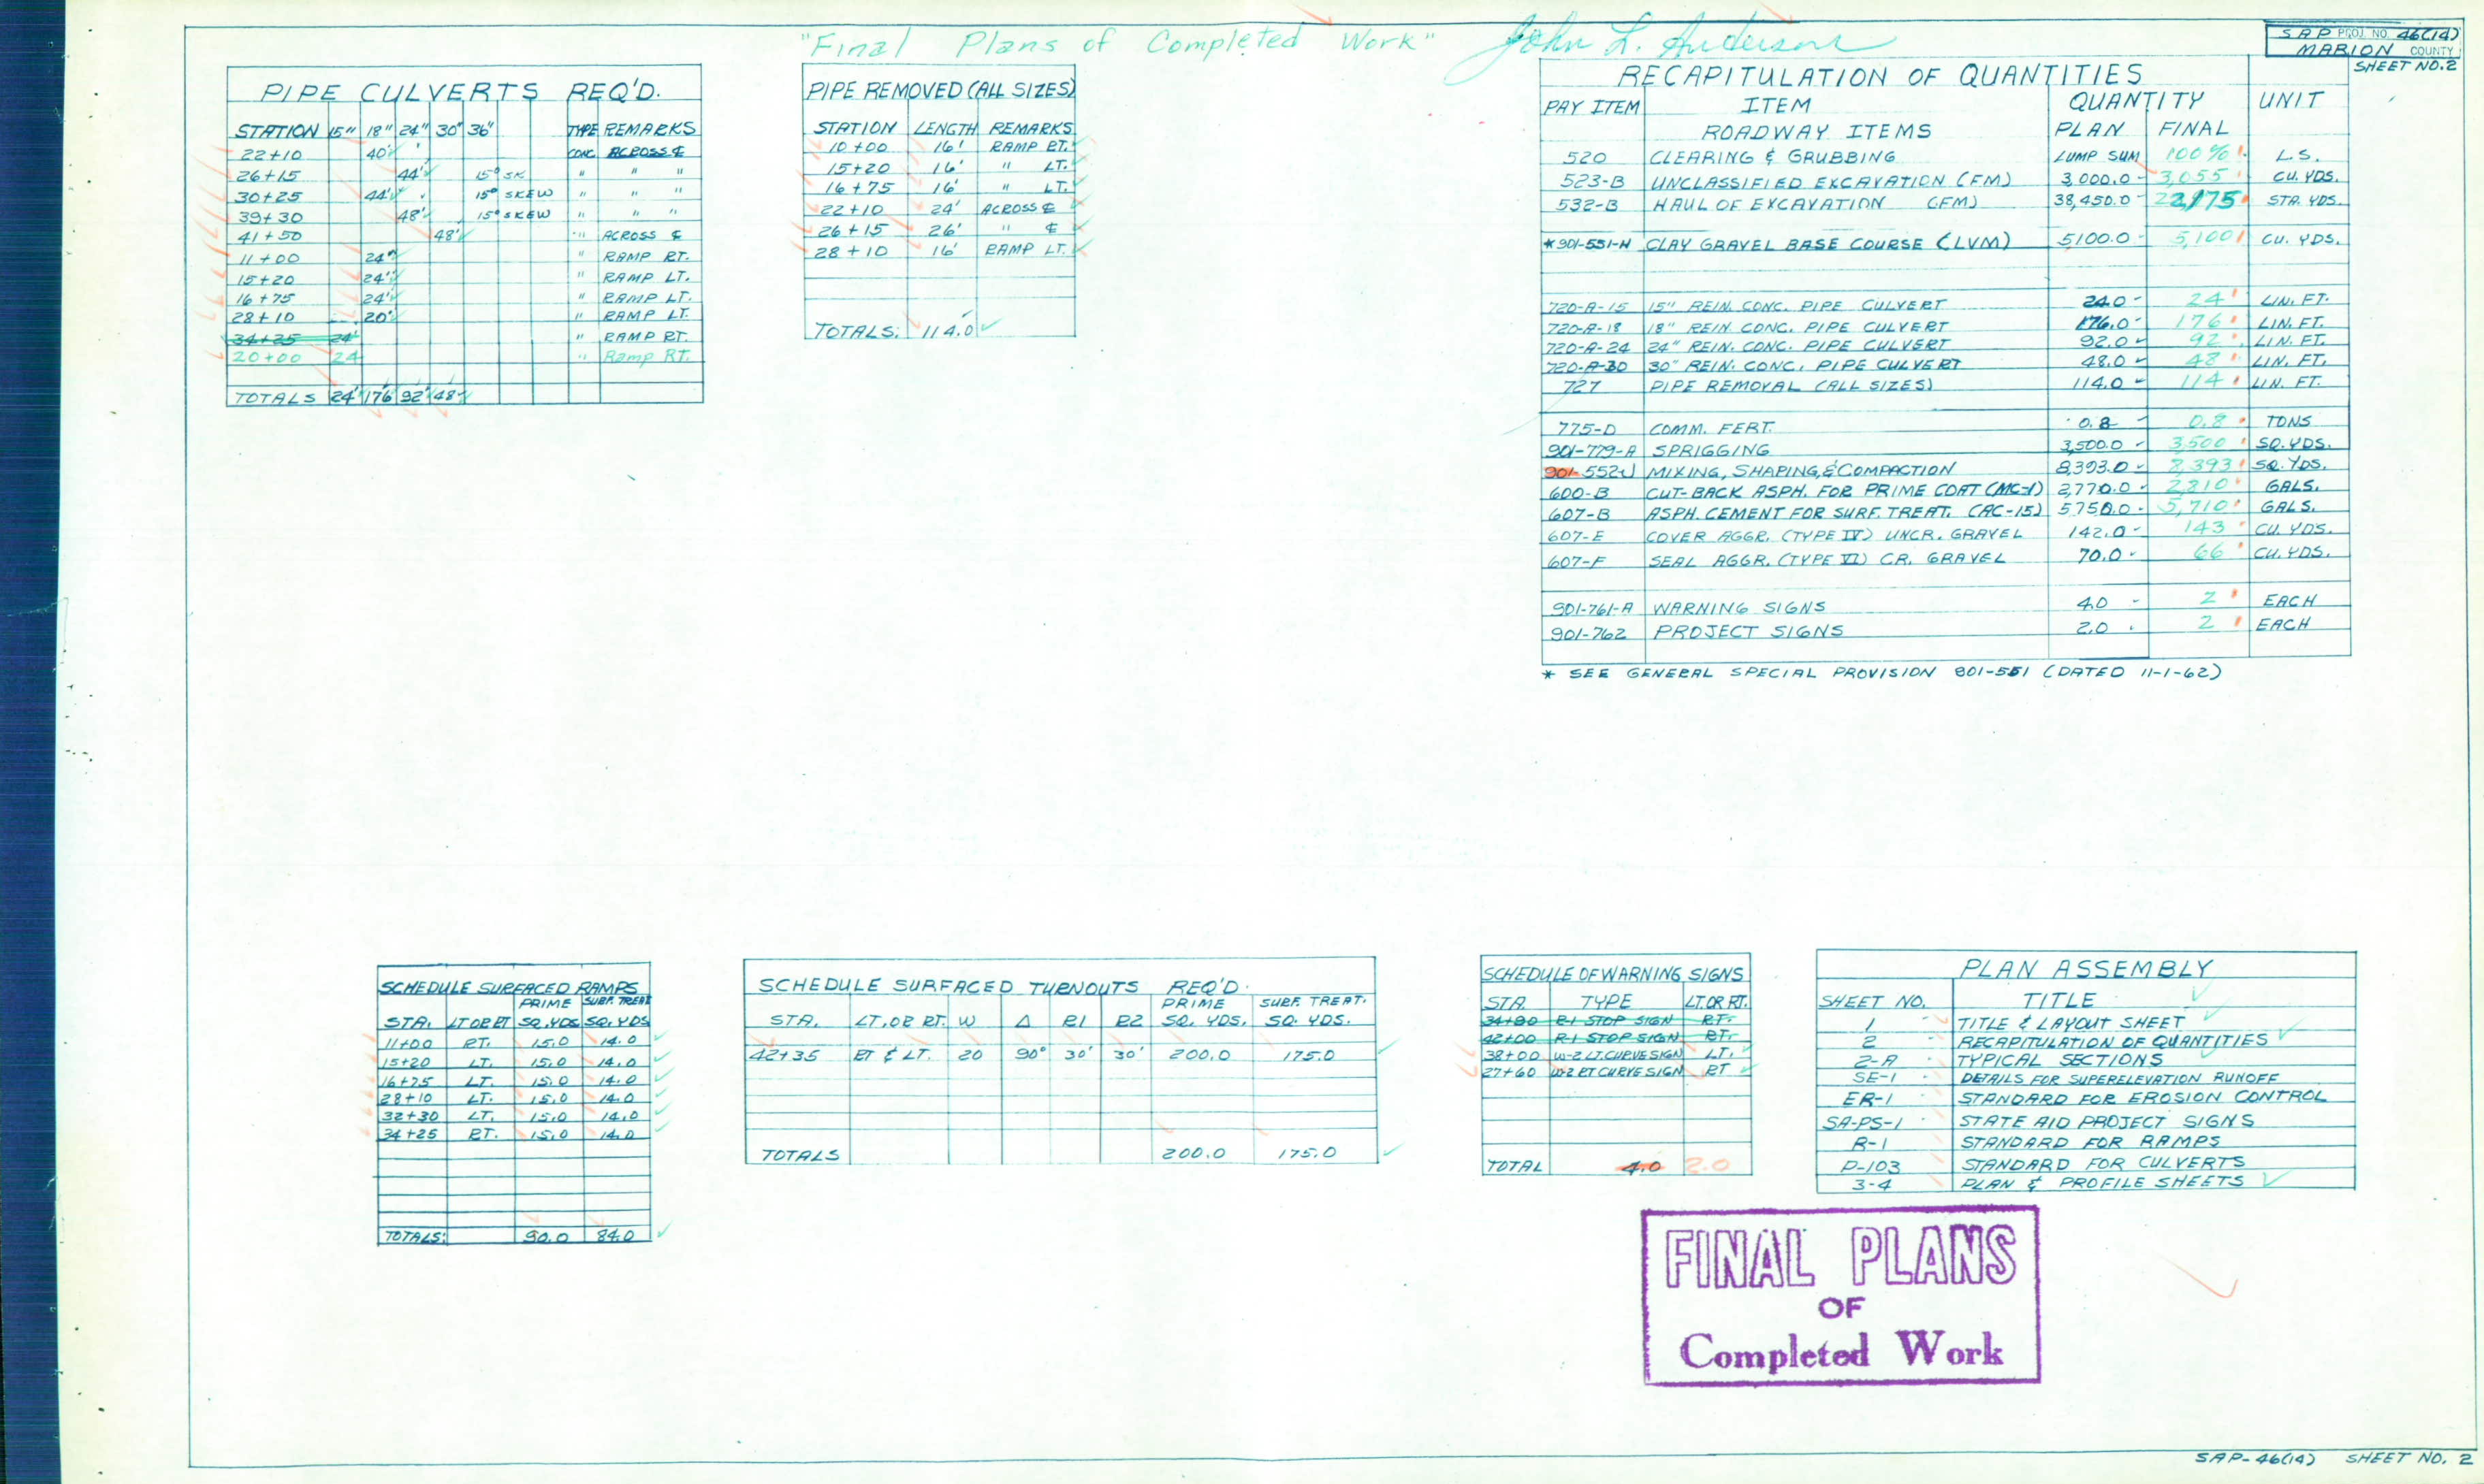 "Final Plans of Completed Work" John L. Anderson
S A P PROJ. NO. 46(14)
MARION COUNTY
SHEET NO. 2
PIPE CULVERTS REQ'D.
STATION 15" 18" 24" 30" 36" TYPE REMARKS
22+10 40' CONC. ACROSS ℄
26+15 44' 15° SK " " "
30+25 44' 15° SKEW " " "
39+30 48' 15° SKEW " " "
41+50 48' " ACROSS ℄
11+00 24' " RAMP RT.
15+20 24' " RAMP LT.
16+75 24' " RAMP LT.
28+10 20' " RAMP LT.
34+25 24' " RAMP RT.
20+00 24 " Ramp RT.
TOTALS 24' 176' 92' 48'
PIPE REMOVED (ALL SIZES)
STATION LENGTH REMARKS
10+00 16' RAMP RT.
15+20 16' " LT.
16+75 16' " LT.
22+10 24' ACROSS ℄
26+15 26' " ℄
28+10 16' RAMP LT.
TOTALS: 114.0
RECAPITULATION OF QUANTITIES
PAY ITEM ITEM QUANTITY UNIT
ROADWAY ITEMS PLAN FINAL
520 CLEARING & GRUBBING LUMP SUM 100% L.S.
523-B UNCLASSIFIED EXCAVATION (FM) 3,000.0 3,055 CU. YDS.
532-B HAUL OF EXCAVATION (FM) 38,450.0 22,175 STA. YDS.
*901-551-H CLAY GRAVEL BASE COURSE (LVM) 5,100.0 5,100 CU. YDS.
720-A-15 15" REIN. CONC. PIPE CULVERT 24.0 24 LIN. FT.
720-A-18 18" REIN. CONC. PIPE CULVERT 176.0 176 LIN. FT.
720-A-24 24" REIN. CONC. PIPE CULVERT 92.0 92 LIN. FT.
720-A-30 30" REIN. CONC. PIPE CULVERT 48.0 48 LIN. FT.
727 PIPE REMOVAL (ALL SIZES) 114.0 114 LIN. FT.
775-D COMM. FERT. 0.8 0.8 TONS
901-779-A SPRIGGING 3,500.0 3,500 SQ. YDS.
901-552-J MIXING, SHAPING, & COMPACTION 8,393.0 8,393 SQ. YDS.
600-B CUT-BACK ASPH. FOR PRIME COAT (MC-1) 2,770.0 2,810 GALS.
607-B ASPH. CEMENT FOR SURF. TREAT. (AC-15) 5750.0 5,710 GALS.
607-E COVER AGGR. (TYPE IV) UNCR. GRAVEL 142.0 143 CU. YDS.
607-F SEAL AGGR. (TYPE VI) CR. GRAVEL 70.0 66 CU. YDS.
901-761-A WARNING SIGNS 4.0 2 EACH
901-762 PROJECT SIGNS 2.0 2 EACH
* SEE GENERAL SPECIAL PROVISION 901-551 (DATED 11-1-62)
SCHEDULE SURFACED RAMPS
PRIME SURF. TREAT
STA. LT OR RT SQ. YDS SQ. YDS
11+00 RT. 15.0 14.0
15+20 LT. 15.0 14.0
16+75 LT. 15.0 14.0
28+10 LT. 15.0 14.0
32+30 LT. 15.0 14.0
34+25 RT. 15.0 14.0
TOTALS: 90.0 84.0
SCHEDULE SURFACED TURNOUTS REQ'D.
PRIME SURF. TREAT.
STA. LT. OR RT. W Δ R1 R2 SQ. YDS. SQ. YDS.
42+35 RT & LT. 20 90° 30' 30' 200.0 175.0
TOTALS 200.0 175.0
SCHEDULE OF WARNING SIGNS
STA. TYPE LT. OR RT.
34+80 R-1 STOP SIGN RT.
42+00 R-1 STOP SIGN RT.
38+00 W-2 LT. CURVE SIGN LT.
27+60 W-2 RT CURVE SIGN RT
TOTAL 4.0 2.0
PLAN ASSEMBLY
SHEET NO. TITLE
1 TITLE & LAYOUT SHEET
2 RECAPITULATION OF QUANTITIES
2-A TYPICAL SECTIONS
SE-1 DETAILS FOR SUPERELEVATION RUNOFF
ER-1 STANDARD FOR EROSION CONTROL
SA-PS-1 STATE AID PROJECT SIGNS
R-1 STANDARD FOR RAMPS
P-103 STANDARD FOR CULVERTS
3-4 PLAN & PROFILE SHEETS
FINAL PLANS
OF
Completed Work
SAP-46(14) SHEET NO. 2